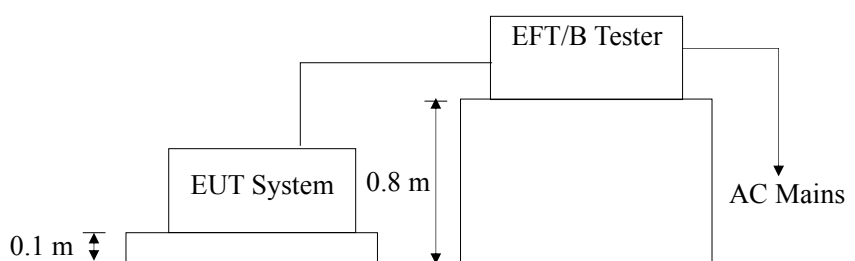 EFT/B Tester
EUT System
0.8 m
AC Mains
0.1 m